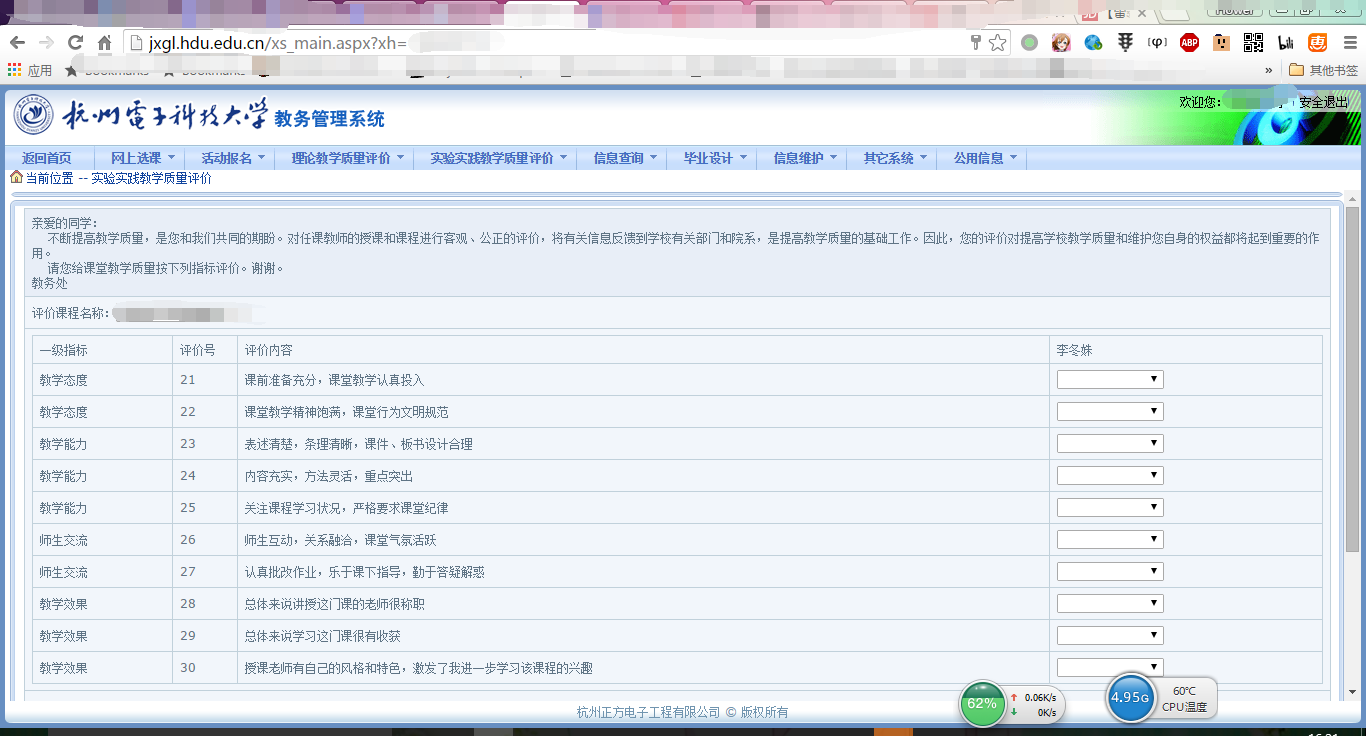 jxgl.hdu.edu.cn/xs_main.aspx?xh=
ABP
应用
»
其他书签
杭州电子科技大学 教务管理系统
欢迎您：
安全退出
返回首页 网上选课 活动报名 理论教学质量评价 实验实践教学质量评价 信息查询 毕业设计 信息维护 其它系统 公用信息
当前位置 -- 实验实践教学质量评价
亲爱的同学：
不断提高教学质量，是您和我们共同的期盼。对任课教师的授课和课程进行客观、公正的评价，将有关信息反馈到学校有关部门和院系，是提高教学质量的基础工作。因此，您的评价对提高学校教学质量和维护您自身的权益都将起到重要的作
用。
请您给课堂教学质量按下列指标评价。谢谢。
教务处
评价课程名称：
一级指标 评价号 评价内容 李冬姝
教学态度 21 课前准备充分，课堂教学认真投入
教学态度 22 课堂教学精神饱满，课堂行为文明规范
教学能力 23 表述清楚，条理清晰，课件、板书设计合理
教学能力 24 内容充实，方法灵活，重点突出
教学能力 25 关注课程学习状况，严格要求课堂纪律
师生交流 26 师生互动，关系融洽，课堂气氛活跃
师生交流 27 认真批改作业，乐于课下指导，勤于答疑解惑
教学效果 28 总体来说讲授这门课的老师很称职
教学效果 29 总体来说学习这门课很有收获
教学效果 30 授课老师有自己的风格和特色，激发了我进一步学习该课程的兴趣
杭州正方电子工程有限公司 © 版权所有
62%
0.06K/s
0K/s
4.95G
60℃
CPU温度